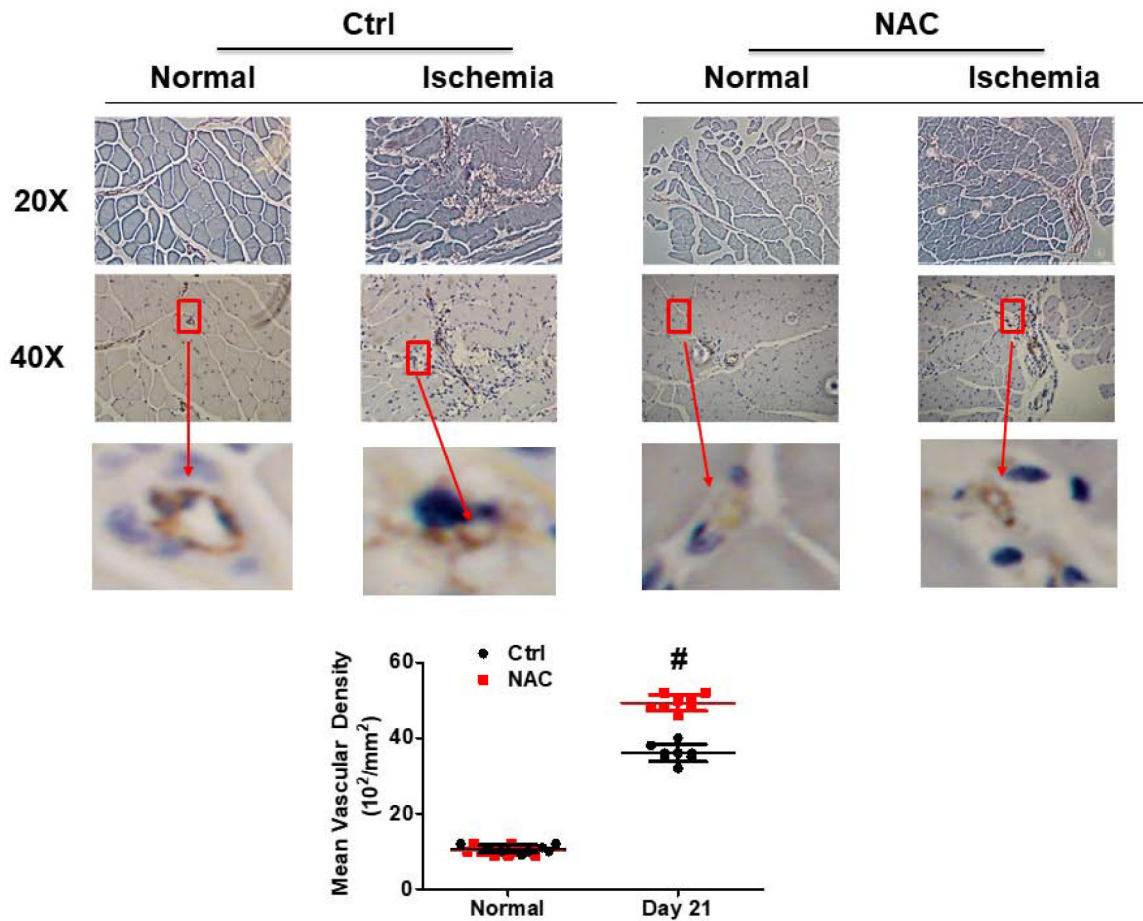 Ctrl NAC
Normal Ischemia Normal Ischemia
20X
40X
Mean Vascular Density
(10²/mm²)
60
40
20
0
Ctrl
NAC
#
Normal Day 21